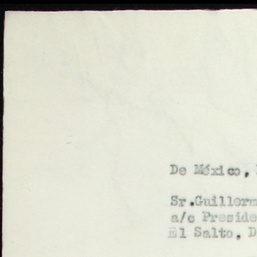 De México,
Sr.Guillerm
a/c Preside
El Salto, D